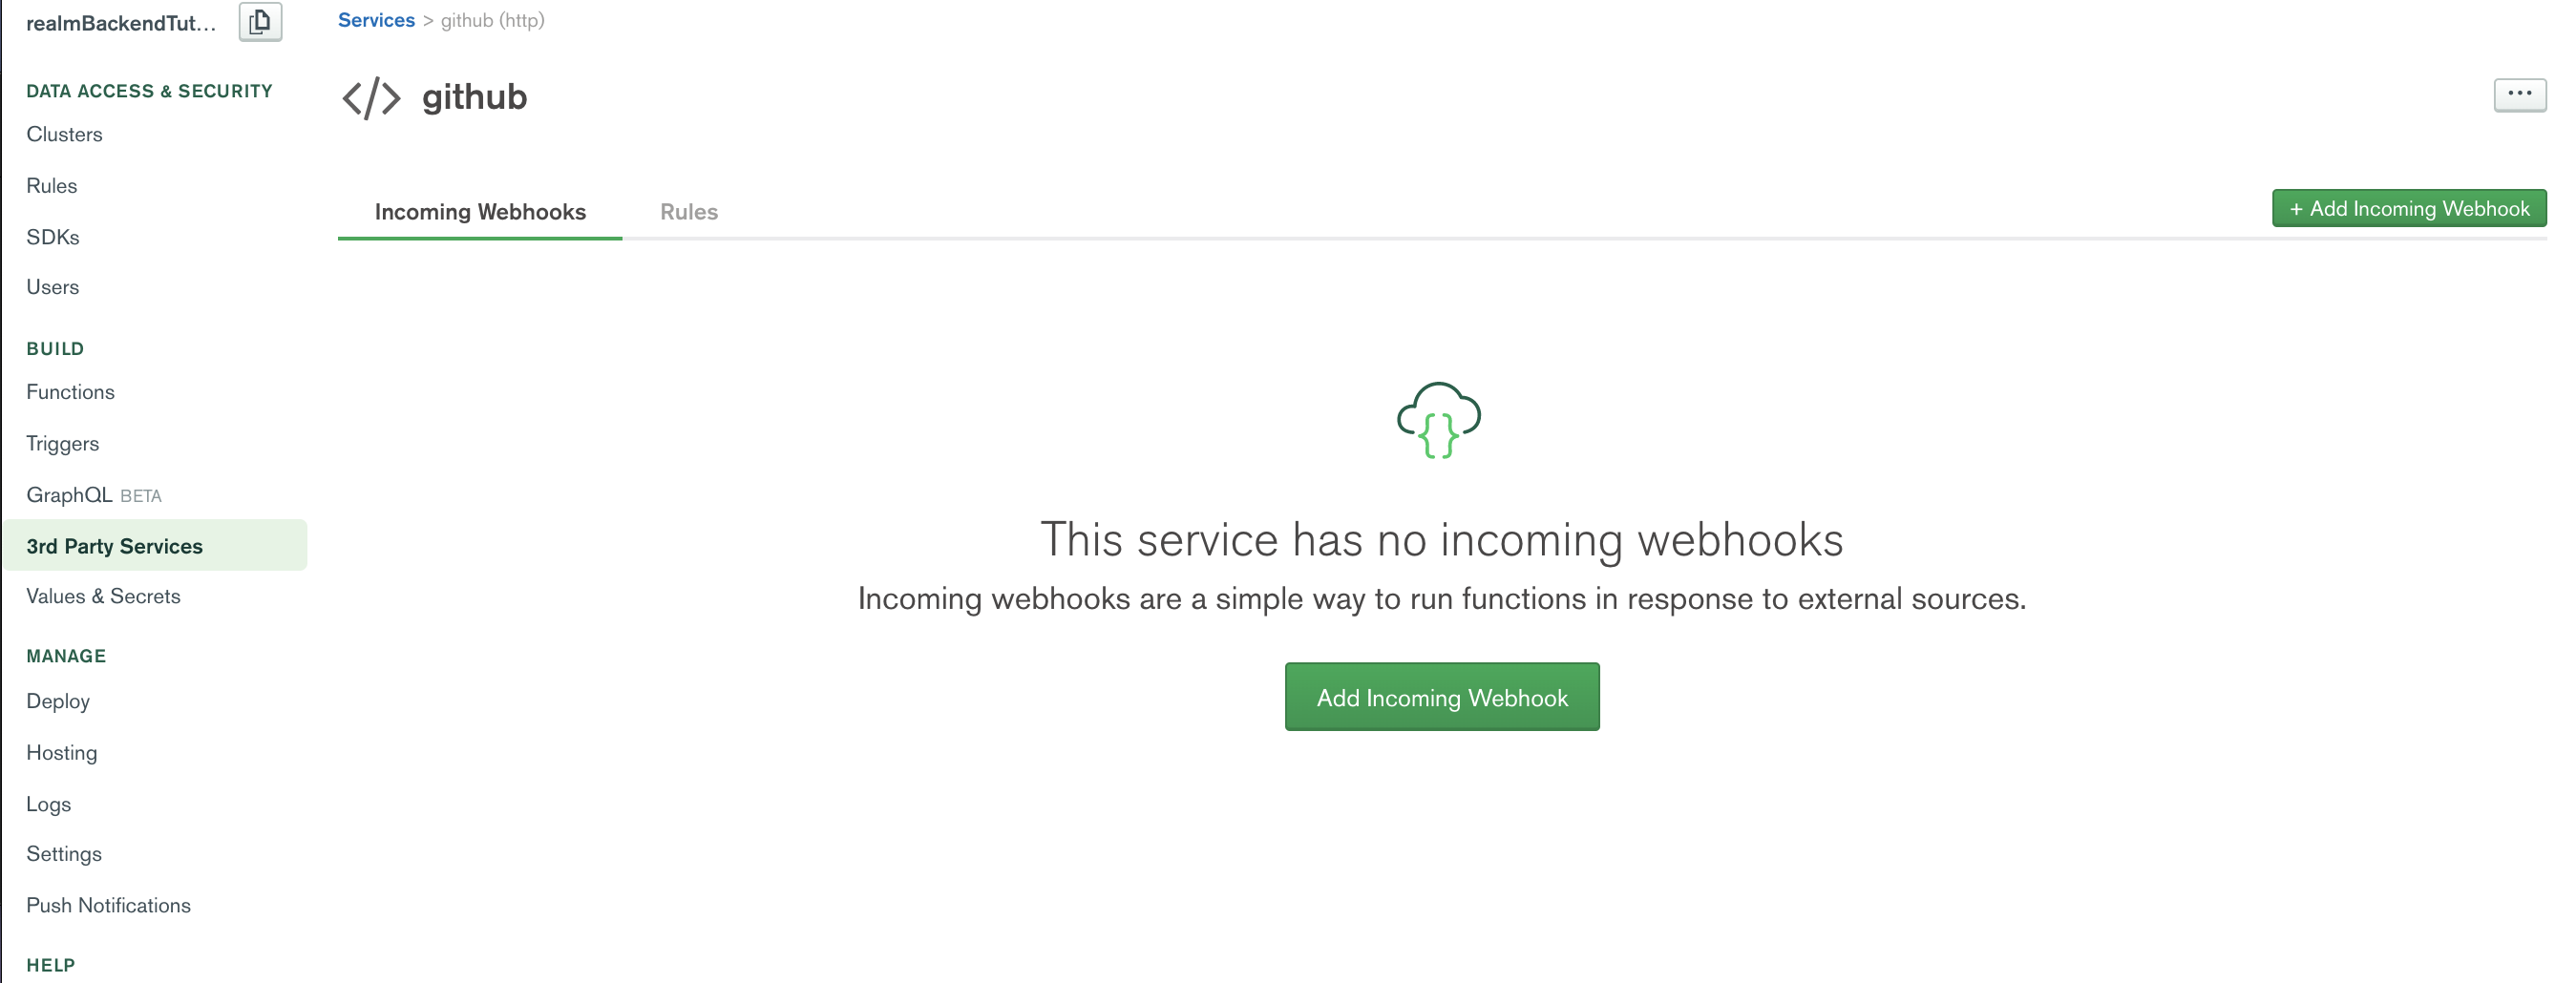 realmBackendTut...
DATA ACCESS & SECURITY
Clusters
Rules
SDKs
Users
BUILD
Functions
Triggers
GraphQL BETA
3rd Party Services
Values & Secrets
MANAGE
Deploy
Hosting
Logs
Settings
Push Notifications
HELP
Services > github (http)
</> github
...
Incoming Webhooks Rules
+ Add Incoming Webhook
This service has no incoming webhooks
Incoming webhooks are a simple way to run functions in response to external sources.
Add Incoming Webhook